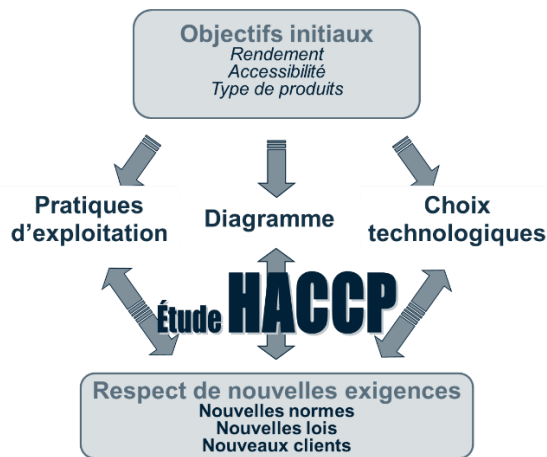 Objectifs initiaux
Rendement
Accessibilité
Type de produits
Pratiques
d'exploitation
Diagramme
Choix
technologiques
Étude HACCP
Respect de nouvelles exigences
Nouvelles normes
Nouvelles lois
Nouveaux clients